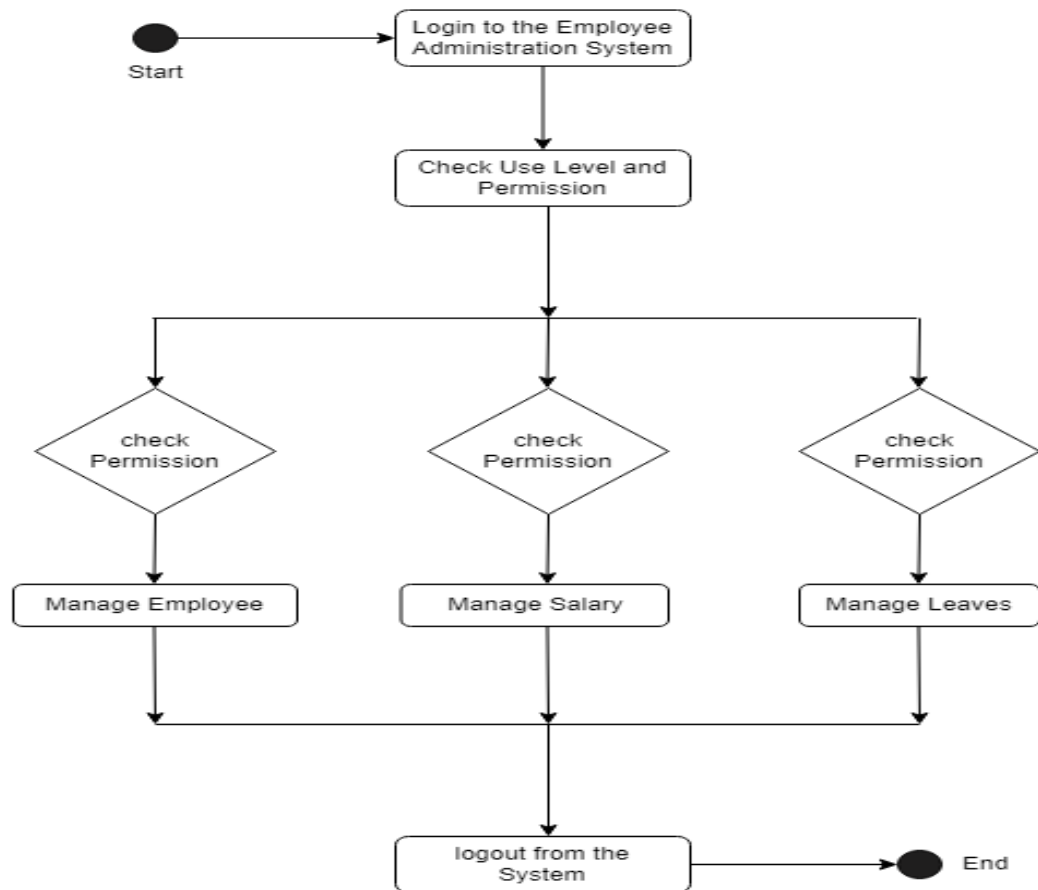 Login to the Employee
Administration System
Start
Check Use Level and
Permission
check
Permission
check
Permission
check
Permission
Manage Employee
Manage Salary
Manage Leaves
logout from the
System
End